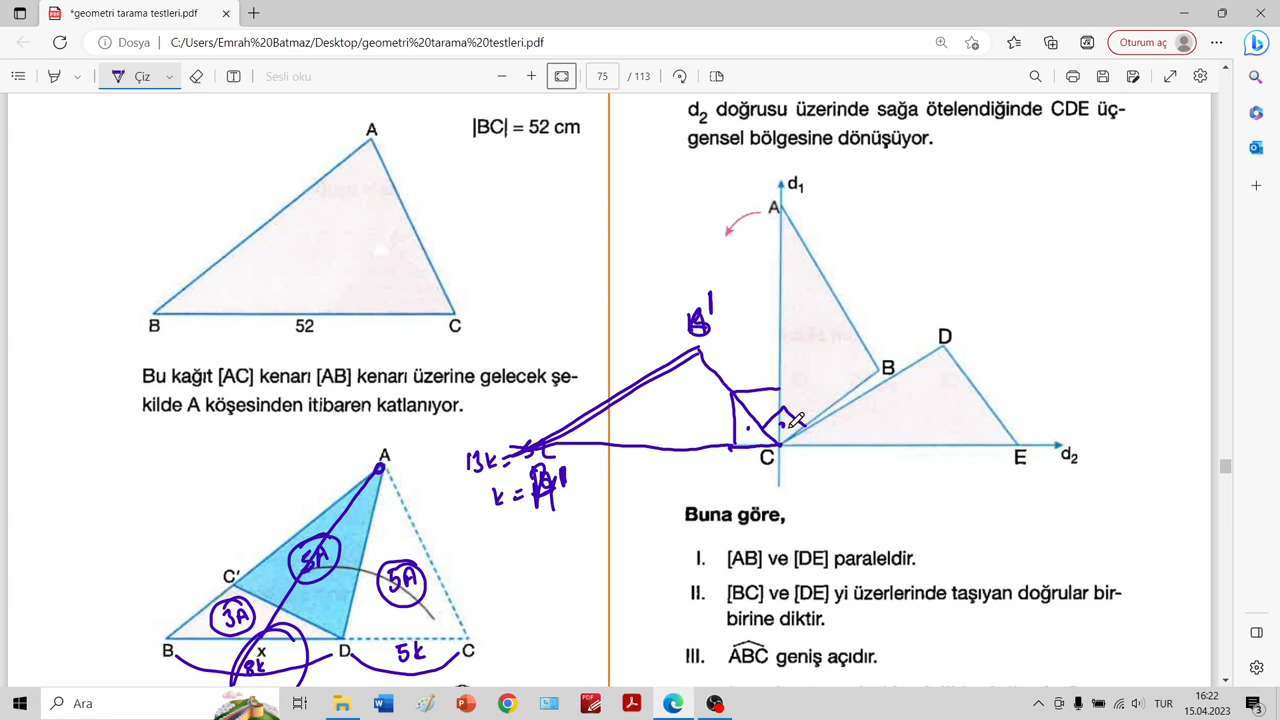 *geometri tarama testleri.pdf
Dosya
C:/Users/Emrah%20Batmaz/Desktop/geometri%20tarama%20testleri.pdf
Oturum aç
Çiz
Sesli oku
75 / 113
|BC| = 52 cm
A
B
52
C
Bu kağıt [AC] kenarı [AB] kenarı üzerine gelecek şe-
kilde A köşesinden itibaren katlanıyor.
A
C'
5A
5A
3A
B
x
D
5k
C
8k
d2 doğrusu üzerinde sağa ötelendiğinde CDE üç-
gensel bölgesine dönüşüyor.
d1
A
B
D
C
E
d2
13k=52
k=
Buna göre,
I. [AB] ve [DE] paraleldir.
II. [BC] ve [DE] yi üzerlerinde taşıyan doğrular bir-
birine diktir.
III. ABC geniş açıdır.
Ara
TUR
16:22
15.04.2023
3